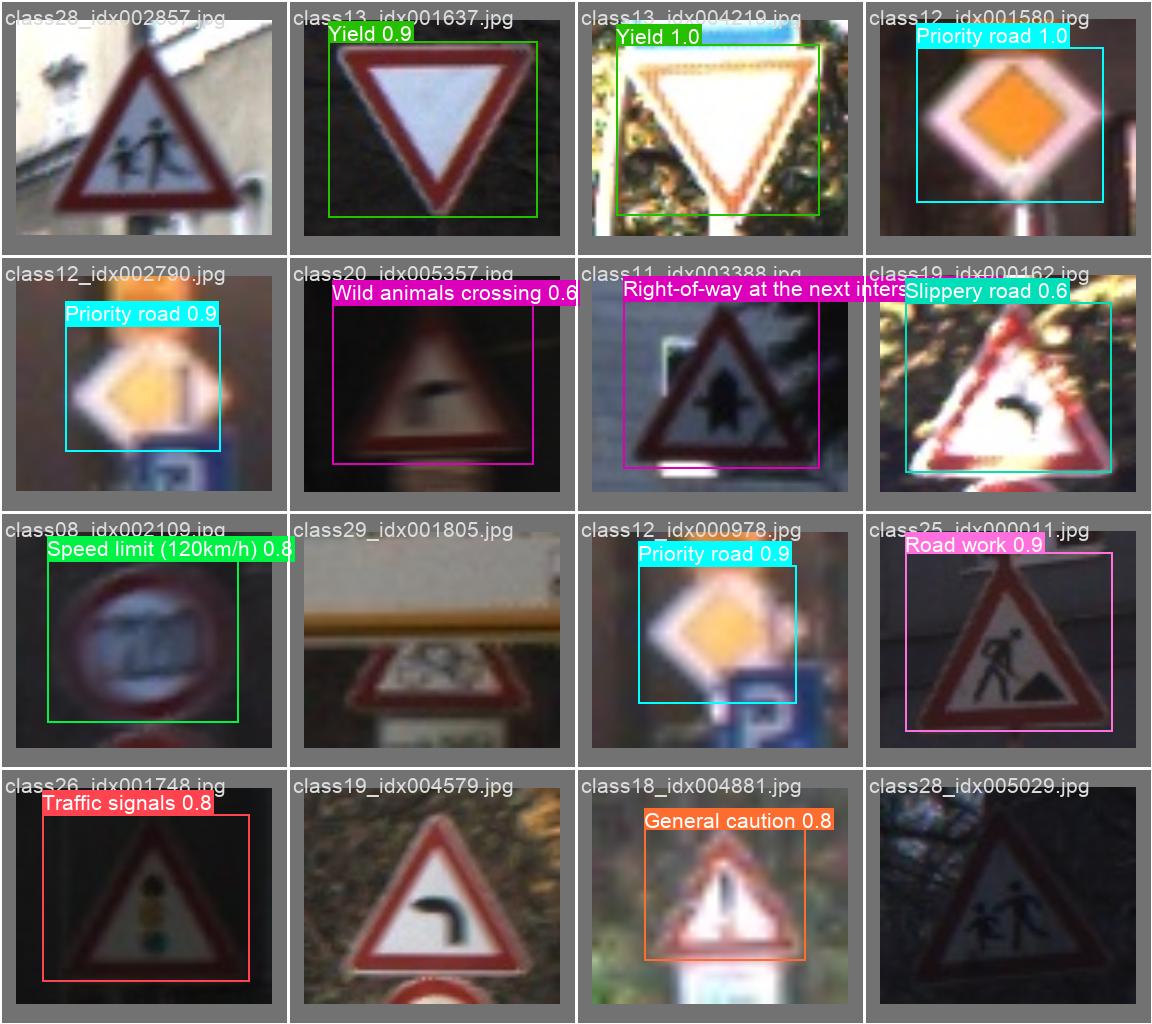 class28_idx002857.jpg
class13_idx001637.jpg
Yield 0.9
class13_idx004219.jpg
Yield 1.0
class12_idx001580.jpg
Priority road 1.0
class12_idx002790.jpg
Priority road 0.9
P
class20_idx005357.jpg
Wild animals crossing 0.6
class11_idx003388.jpg
Right-of-way at the next inters
class19_idx000162.jpg
Slippery road 0.6
class08_idx002109.jpg
Speed limit (120km/h) 0.8
class29_idx001805.jpg
class12_idx000978.jpg
Priority road 0.9
P
class25_idx000011.jpg
Road work 0.9
class26_idx001748.jpg
Traffic signals 0.8
class19_idx004579.jpg
class18_idx004881.jpg
General caution 0.8
class28_idx005029.jpg